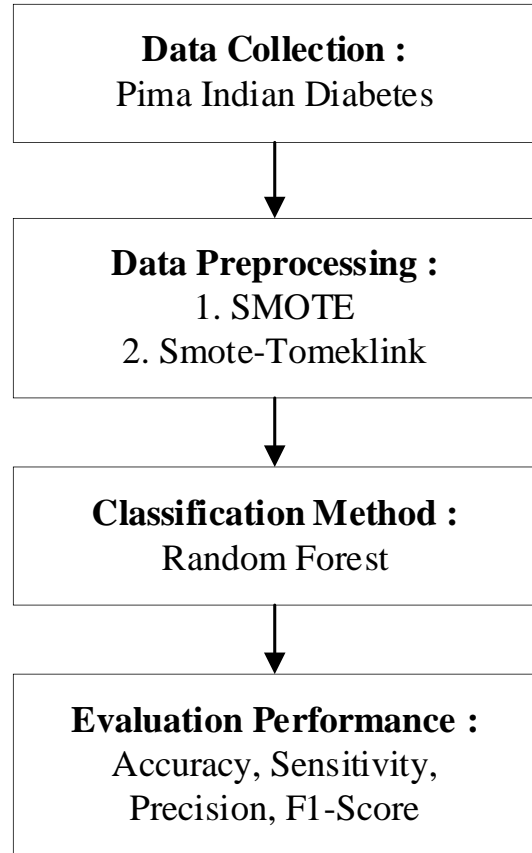 Data Collection :
Pima Indian Diabetes
Data Preprocessing :
1. SMOTE
2. Smote-Tomeklink
Classification Method :
Random Forest
Evaluation Performance :
Accuracy, Sensitivity,
Precision, F1-Score